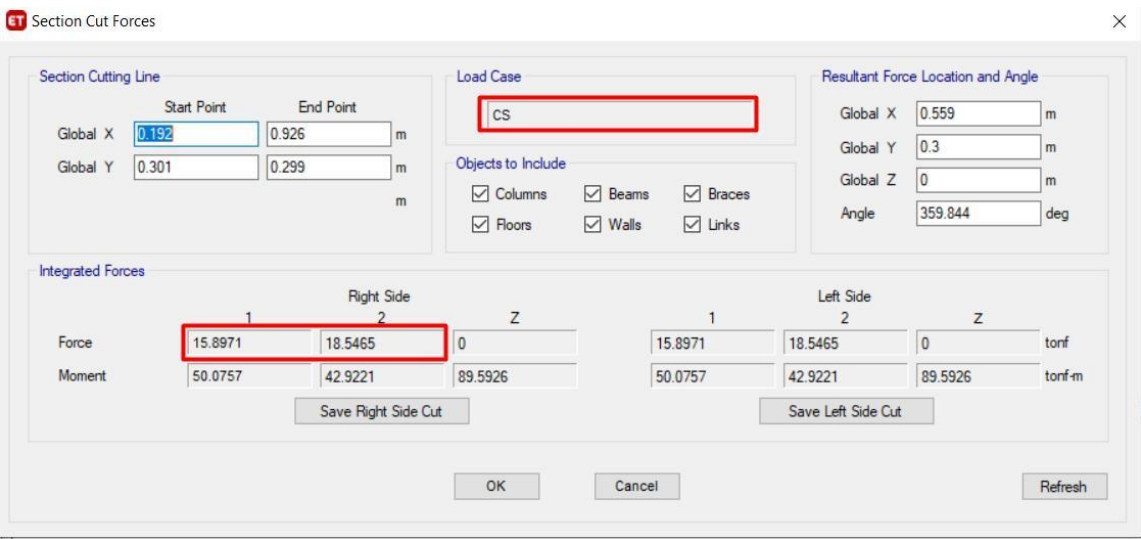 ET Section Cut Forces
Section Cutting Line
Start Point End Point
Global X 0.192 0.926 m
Global Y 0.301 0.299 m
m
Load Case
CS
Objects to Include
Columns Beams Braces
Floors Walls Links
Resultant Force Location and Angle
Global X 0.559 m
Global Y 0.3 m
Global Z 0 m
Angle 359.844 deg
Integrated Forces
Right Side Left Side
1 2 Z 1 2 Z
Force 15.8971 18.5465 0 15.8971 18.5465 0 tonf
Moment 50.0757 42.9221 89.5926 50.0757 42.9221 89.5926 tonf-m
Save Right Side Cut Save Left Side Cut
OK Cancel Refresh